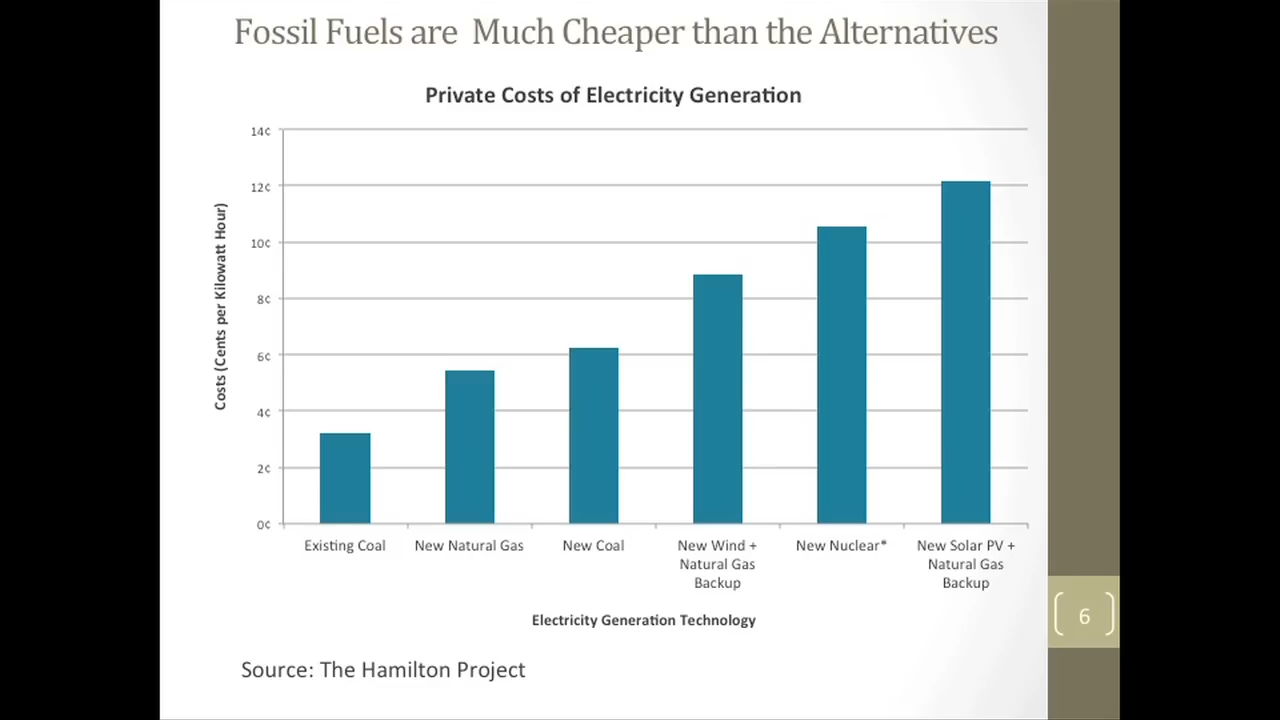 Fossil Fuels are Much Cheaper than the Alternatives
Private Costs of Electricity Generation
14¢
12¢
10¢
8¢
6¢
4¢
2¢
0¢
Costs (Cents per Kilowatt Hour)
Existing Coal
New Natural Gas
New Coal
New Wind +
Natural Gas
Backup
New Nuclear*
New Solar PV +
Natural Gas
Backup
Electricity Generation Technology
6
Source: The Hamilton Project